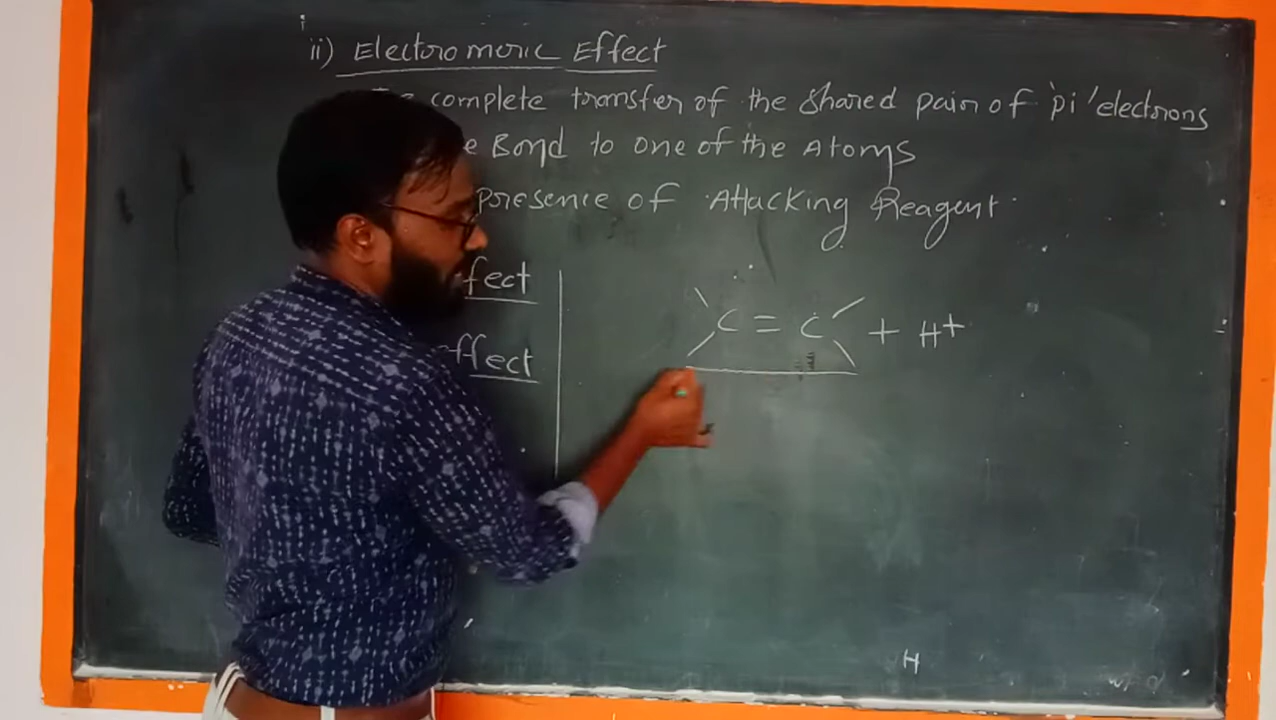 ii) Electromeric Effect
complete transfer of the shared pair of 'pi' electrons
e Bond to one of the Atoms
presence of Attacking Reagent.
fect
effect
C = C + H+
H